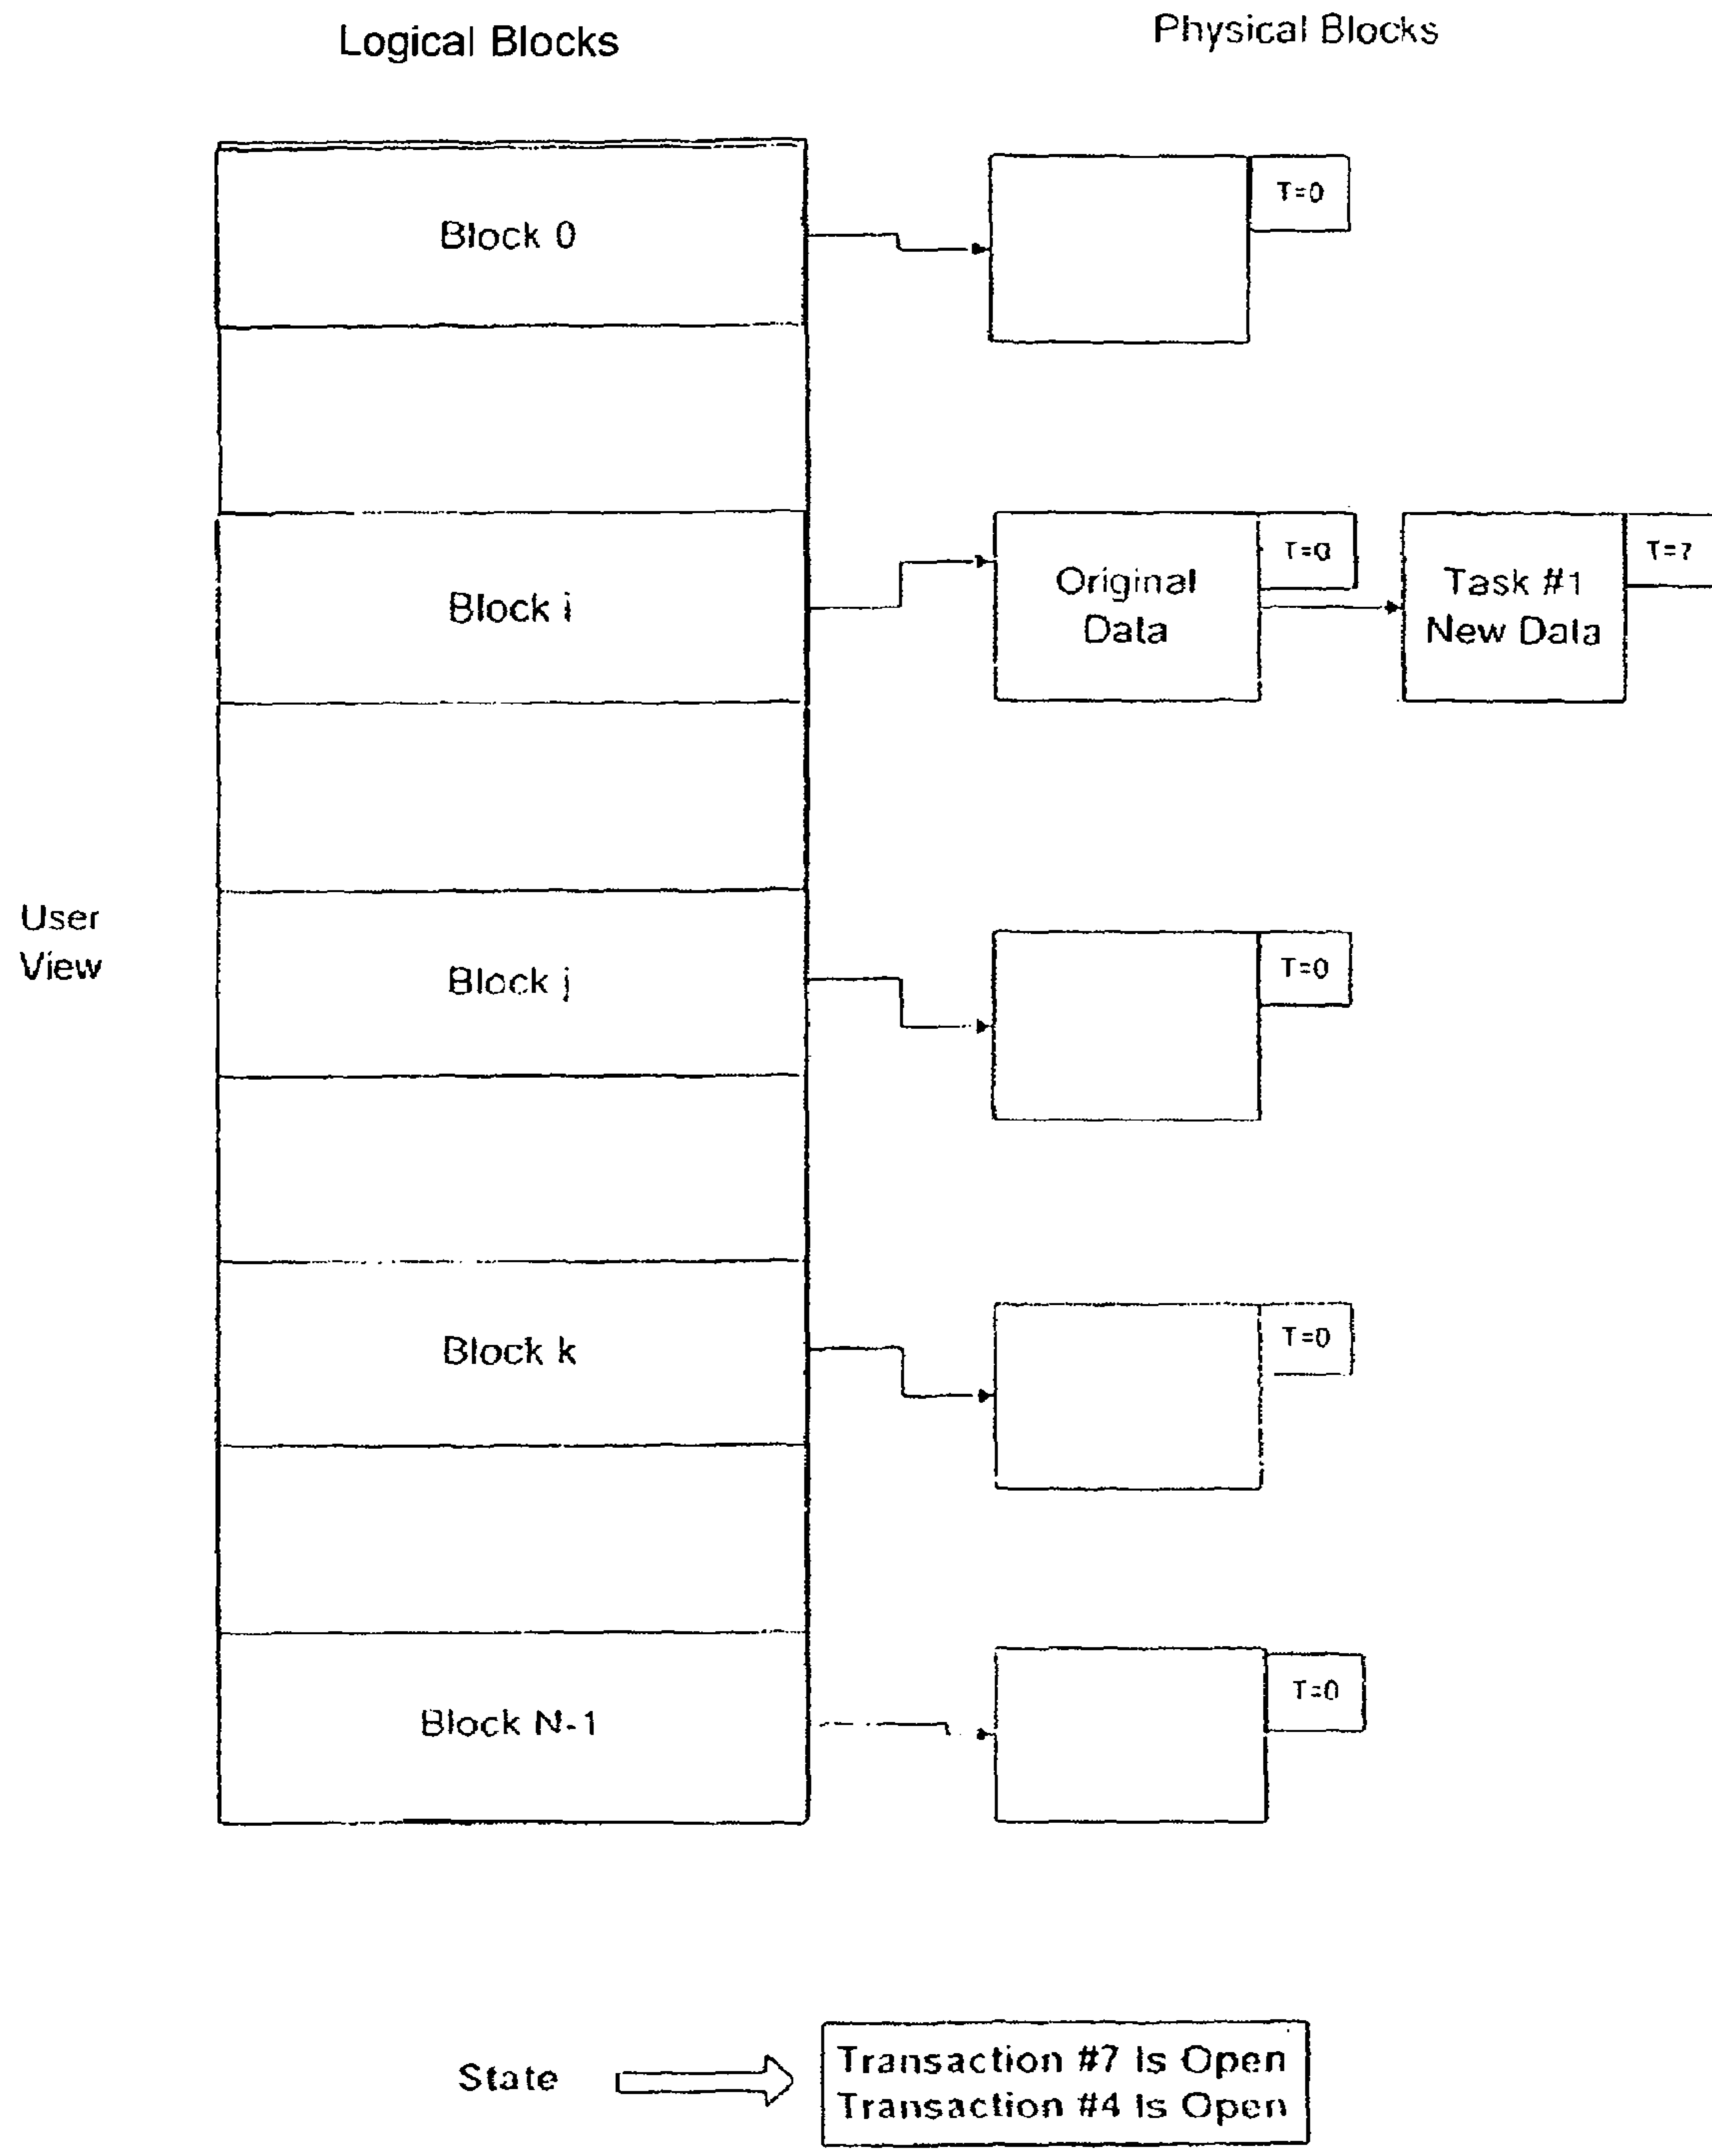 Logical Blocks
Physical Blocks
Block 0
T=0
Block i
Original
Data
T=0
Task #1
New Data
T=7
User
View
Block j
T=0
Block k
T=0
Block N-1
T=0
State
Transaction #7 Is Open
Transaction #4 Is Open